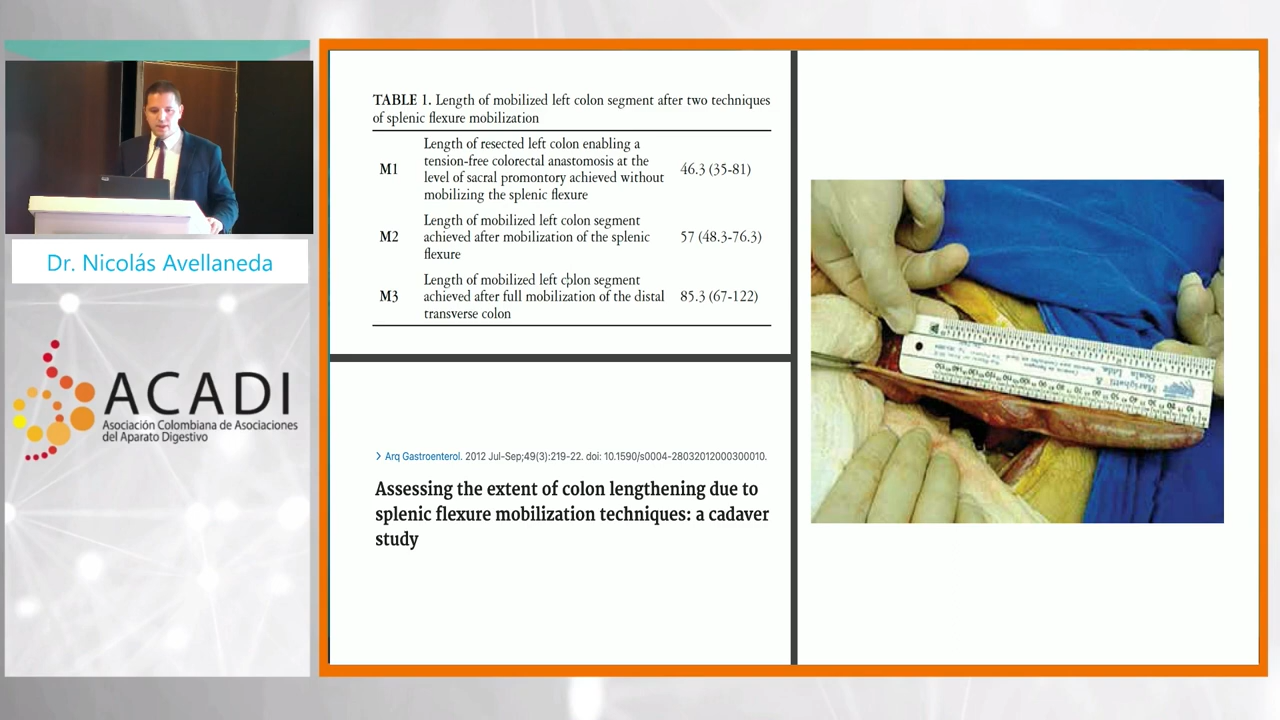 Dr. Nicolás Avellaneda
ACADI
Asociación Colombiana de Asociaciones
del Aparato Digestivo
TABLE 1. Length of mobilized left colon segment after two techniques
of splenic flexure mobilization
M1
Length of resected left colon enabling a
tension-free colorectal anastomosis at the
level of sacral promontory achieved without
mobilizing the splenic flexure
46.3 (35-81)
M2
Length of mobilized left colon segment
achieved after mobilization of the splenic
flexure
57 (48.3-76.3)
M3
Length of mobilized left colon segment
achieved after full mobilization of the distal
transverse colon
85.3 (67-122)
> Arq Gastroenterol. 2012 Jul-Sep;49(3):219-22. doi: 10.1590/s0004-28032012000300010.
Assessing the extent of colon lengthening due to
splenic flexure mobilization techniques: a cadaver
study